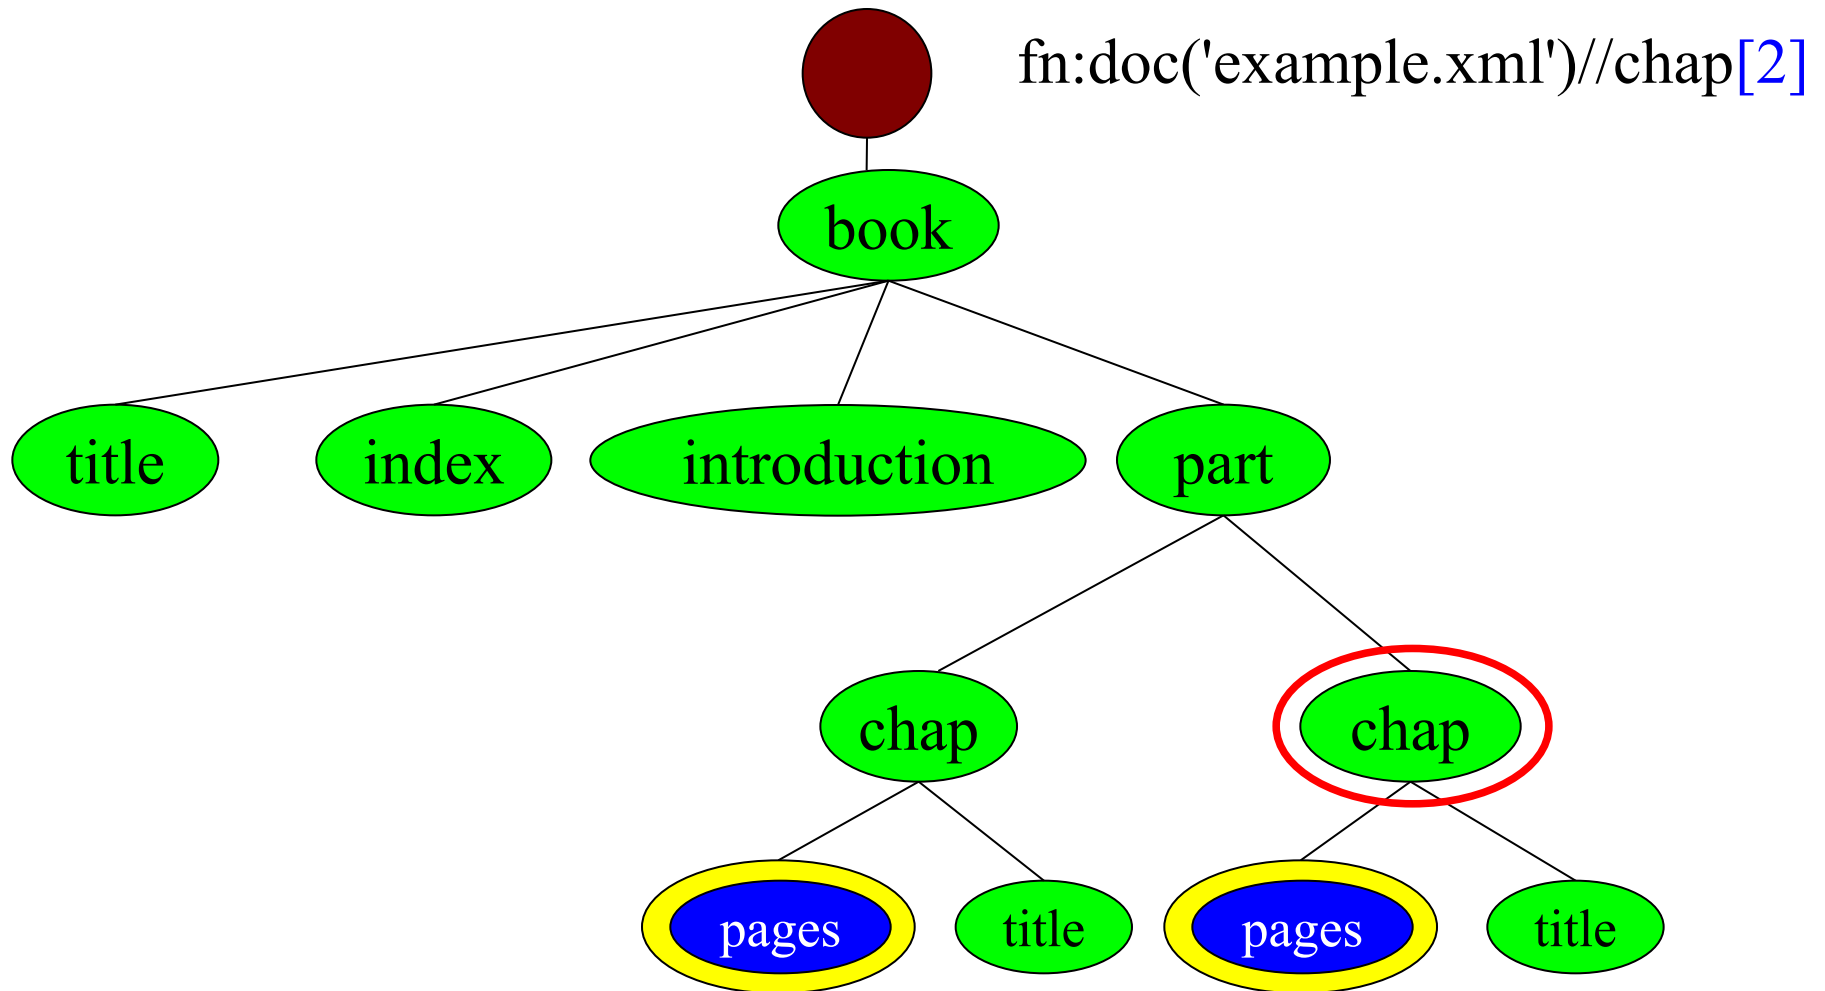 fn:doc('example.xml')//chap[2]
book
title
index
introduction
part
chap
chap
pages
title
pages
title